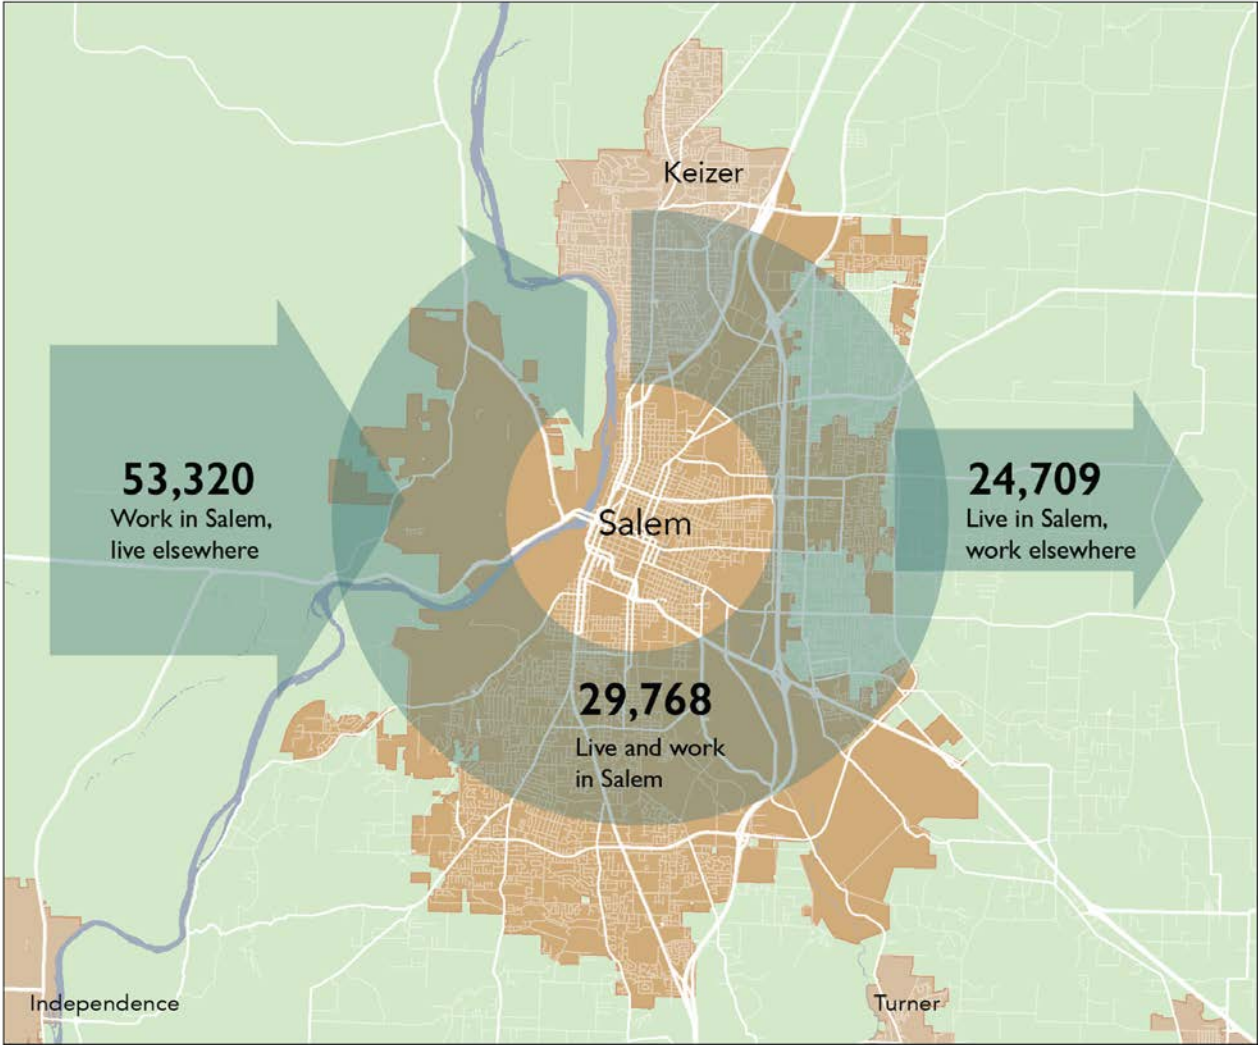 Keizer
53,320
Work in Salem,
live elsewhere
Salem
24,709
Live in Salem,
work elsewhere
29,768
Live and work
in Salem
Independence
Turner